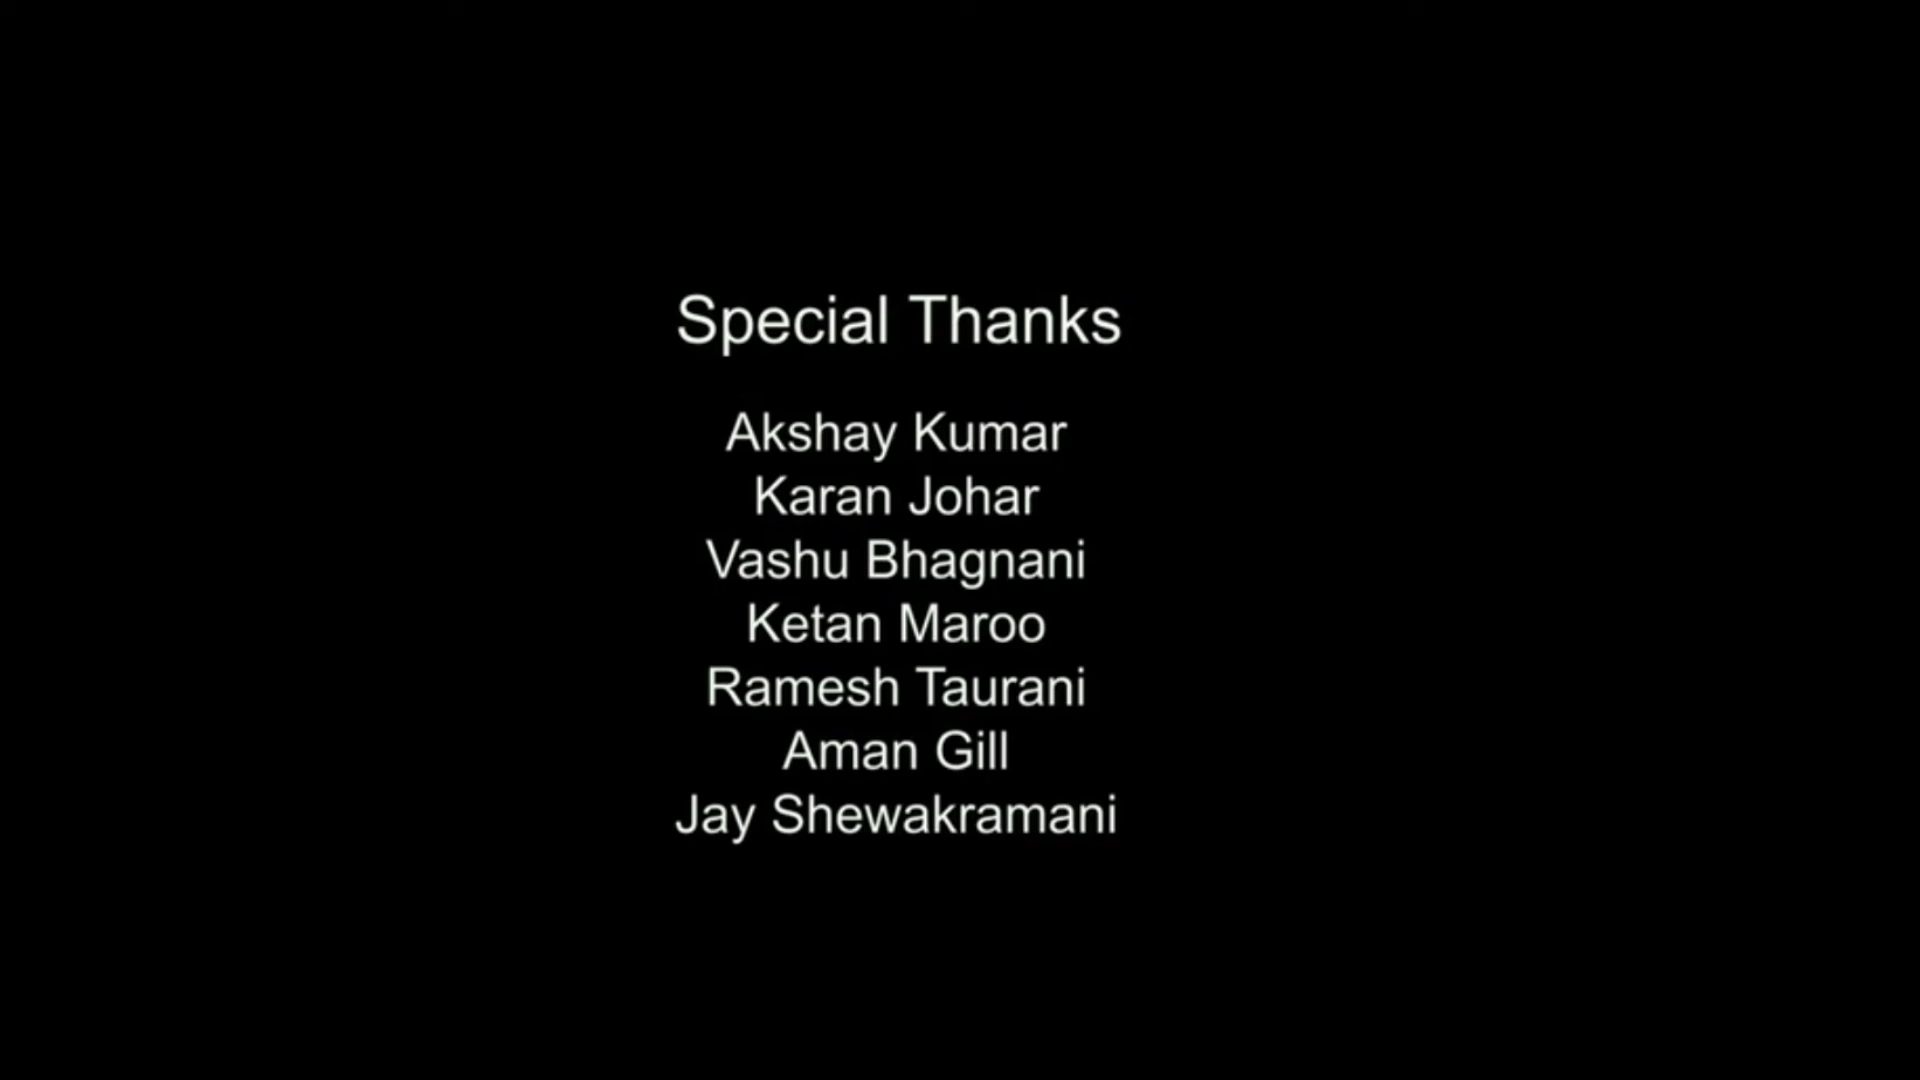 Special Thanks
Akshay Kumar
Karan Johar
Vashu Bhagnani
Ketan Maroo
Ramesh Taurani
Aman Gill
Jay Shewakramani